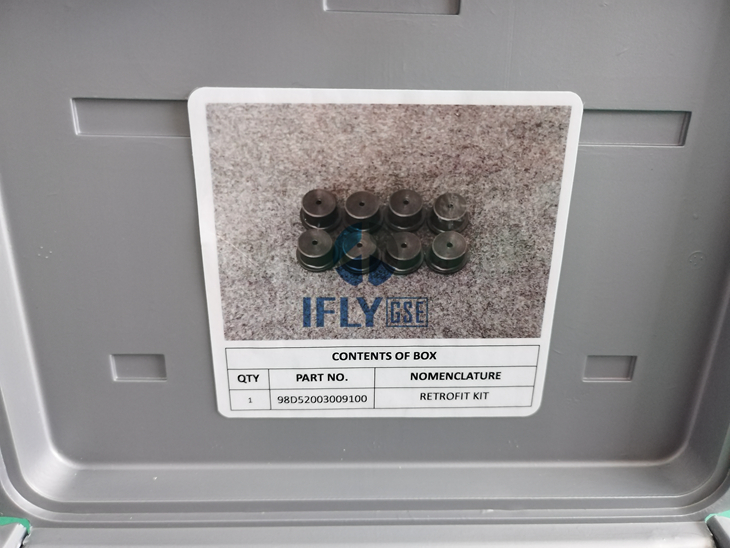 IFLY GSE
CONTENTS OF BOX
QTY PART NO. NOMENCLATURE
1 98D52003009100 RETROFIT KIT